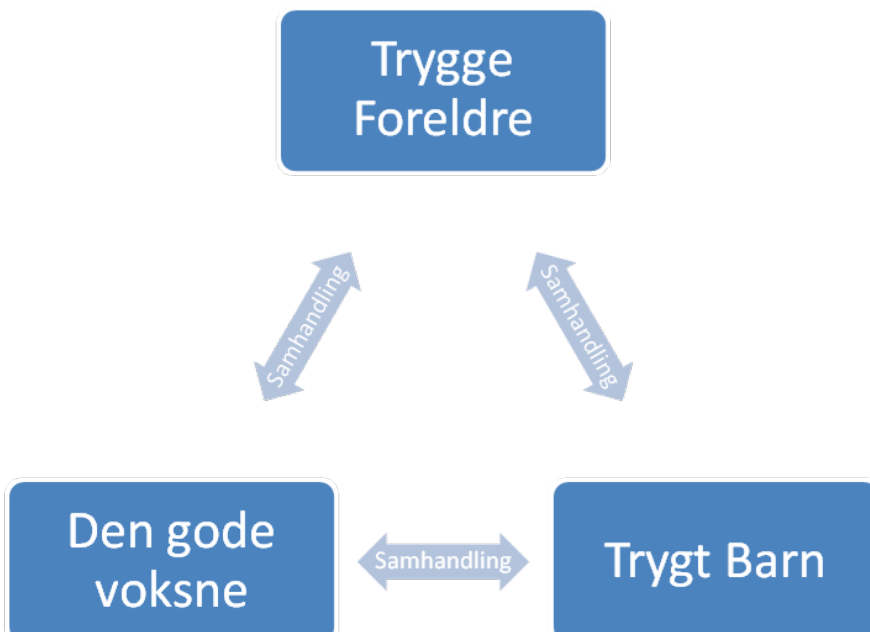 Trygge
Foreldre
Samhandling
Samhandling
Den gode
voksne
Samhandling
Trygt Barn